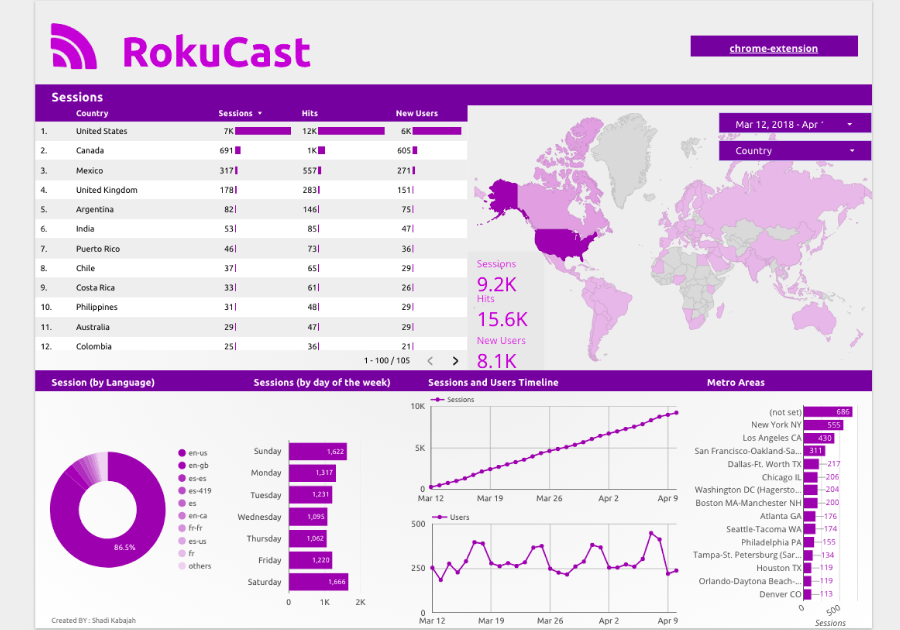 RokuCast
chrome-extension
Sessions
Country Sessions Hits New Users
1. United States 7K 12K 6K
2. Canada 691 1K 605
3. Mexico 317 557 271
4. United Kingdom 178 283 151
5. Argentina 82 146 75
6. India 53 85 47
7. Puerto Rico 46 73 36
8. Chile 37 65 29
9. Costa Rica 33 61 26
10. Philippines 31 48 29
11. Australia 29 47 29
12. Colombia 25 36 21
1 - 100 / 105
Mar 12, 2018 - Apr
Country
Sessions
9.2K
Hits
15.6K
New Users
8.1K
Session (by Language)
86.5%
en-us
en-gb
es-es
es-419
es
en-ca
fr-fr
es-us
fr
others
Sessions (by day of the week)
Sunday 1,622
Monday 1,317
Tuesday 1,231
Wednesday 1,095
Thursday 1,062
Friday 1,220
Saturday 1,666
0 1K 2K
Sessions and Users Timeline
Sessions
10K
5K
0
Mar 12 Mar 19 Mar 26 Apr 2 Apr 9
Users
500
250
0
Mar 12 Mar 19 Mar 26 Apr 2 Apr 9
Metro Areas
(not set) 686
New York NY 555
Los Angeles CA 430
San Francisco-Oakland-Sa... 311
Dallas-Ft. Worth TX 217
Chicago IL 206
Washington DC (Hagersto... 204
Boston MA-Manchester NH 200
Atlanta GA 176
Seattle-Tacoma WA 174
Philadelphia PA 155
Tampa-St. Petersburg (Sar... 134
Houston TX 119
Orlando-Daytona Beach-... 119
Denver CO 113
0 500
Sessions
Created BY : Shadi Kabajah